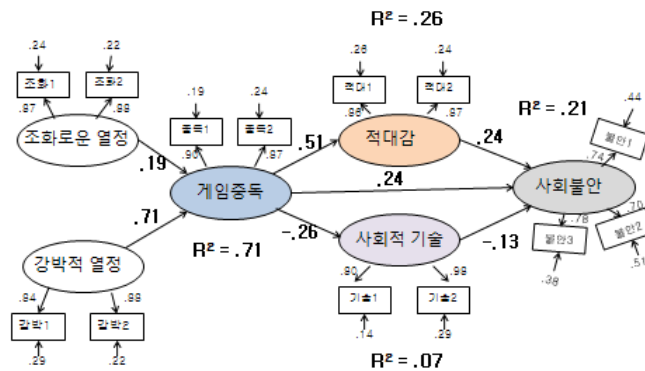 R² = .26
.24
.22
.26
.24
조화1
조화2
적대1
적대2
R² = .21
.87
.88
.19
.24
.86
.87
.44
조화로운 열정
중독1
중독2
적대감
불안1
.90
.87
.51
.24
.74
.19
게임중독
.24
사회불안
.71
R² = .71
-.26
사회적 기술
-.13
.78
.70
강박적 열정
불안3
불안2
.84
.88
.80
.98
.38
.51
강박1
강박2
기술1
기술2
.29
.22
.14
.29
R² = .07